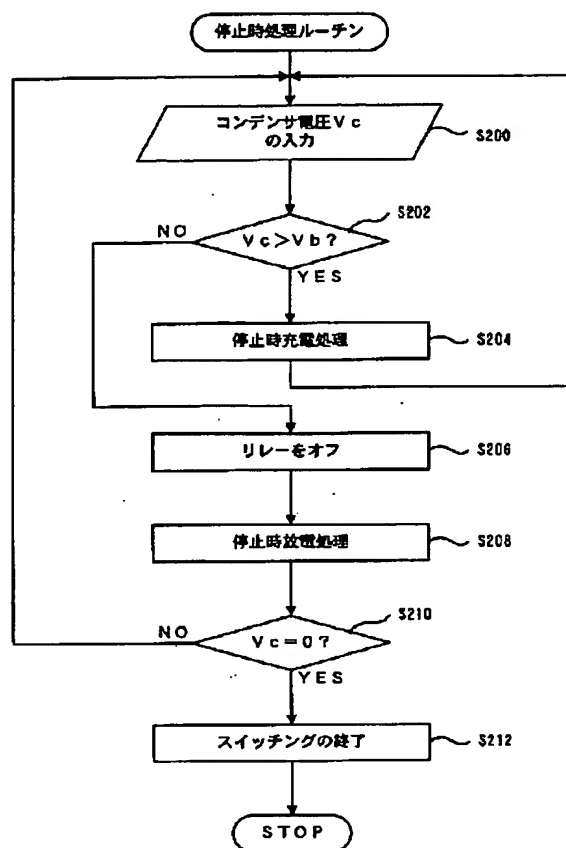 停止時処理ルーチン
コンデンサ電圧Vc
の入力
S200
S202
NO
Vc>Vb?
YES
停止時充電処理
S204
リレーをオフ
S206
停止時放電処理
S208
S210
NO
Vc=0?
YES
スイッチングの終了
S212
STOP